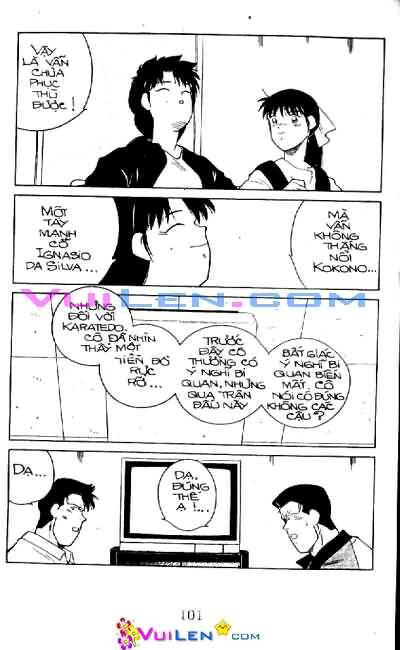 VẬY
LÀ VẪN
CHƯA
PHỤC
THÙ
ĐƯỢC!
MỘT
TAY
MẠNH
CỠ
IGNASIO
DA SILVA...
MÀ
VẪN
KHÔNG
THẮNG
NỔI
KOKONO...
VuiLen.com
NHƯNG
ĐỐI VỚI
KARATEDO.
CÔ ĐÃ NHÌN
THẤY MỘT
TIỀN ĐỒ
RỰC
RỠ...
TRƯỚC
ĐÂY CÔ
THƯỜNG CÓ
Ý NGHĨ BI
QUAN, NHƯNG
QUA TRẬN
ĐẤU NÀY
BẤT GIÁC
Ý NGHĨ BI
QUAN BIẾN
MẤT. CÔ
NÓI CÓ ĐÚNG
KHÔNG CÁC
CẬU?
DẠ...
DẠ,
ĐÚNG
THẾ
Ạ!...
101
VuiLen.com